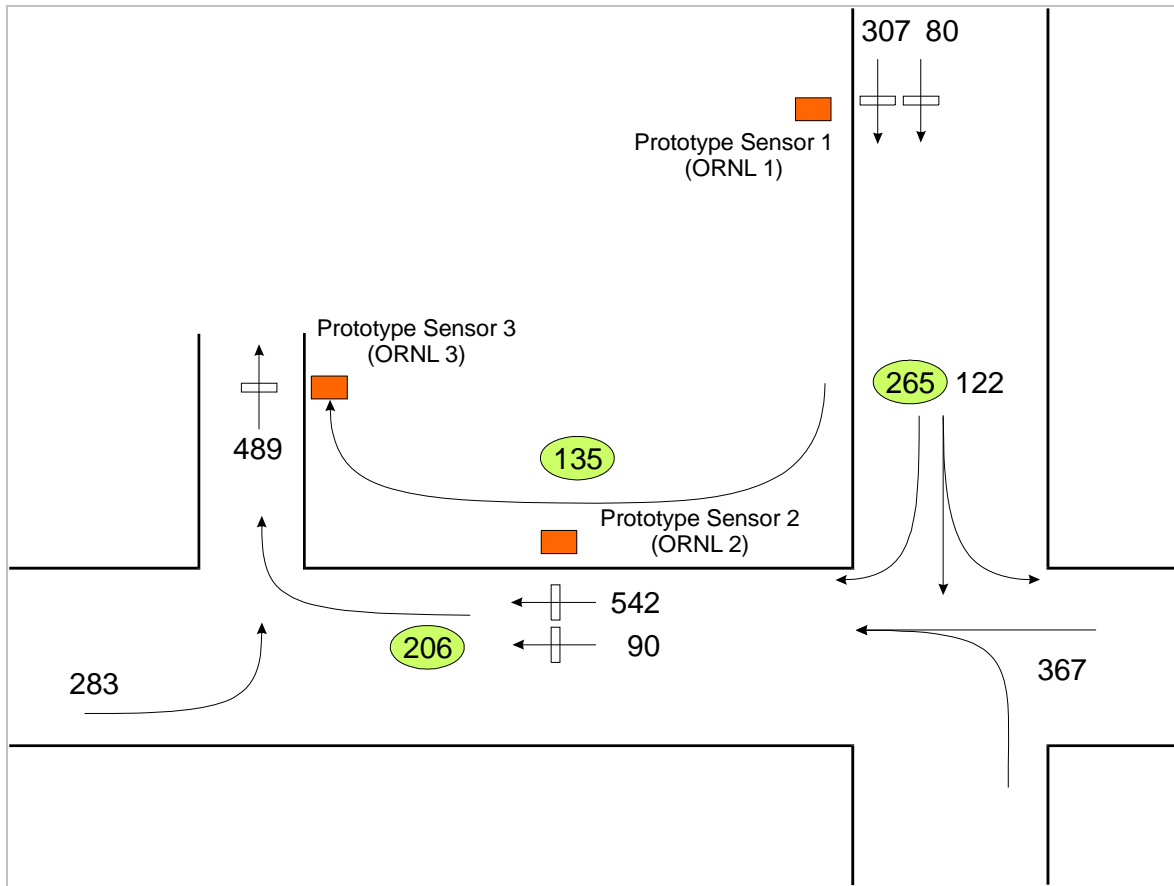 307 80
Prototype Sensor 1
(ORNL 1)
Prototype Sensor 3
(ORNL 3)
265 122
489
135
Prototype Sensor 2
(ORNL 2)
542
206
90
283
367